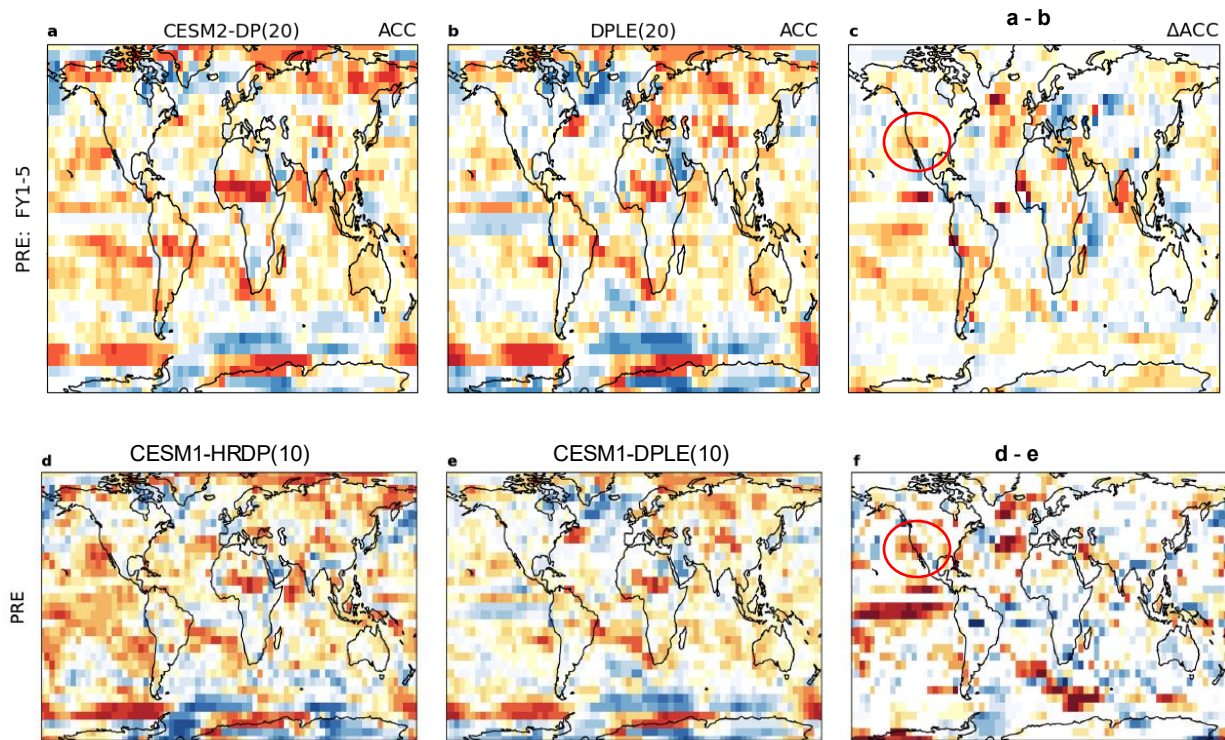 a CESM2-DP(20) ACC
b DPLE(20) ACC
a - b
c ΔACC
PRE: FY1-5
d CESM1-HRDP(10)
e CESM1-DPLE(10)
f d - e
PRE